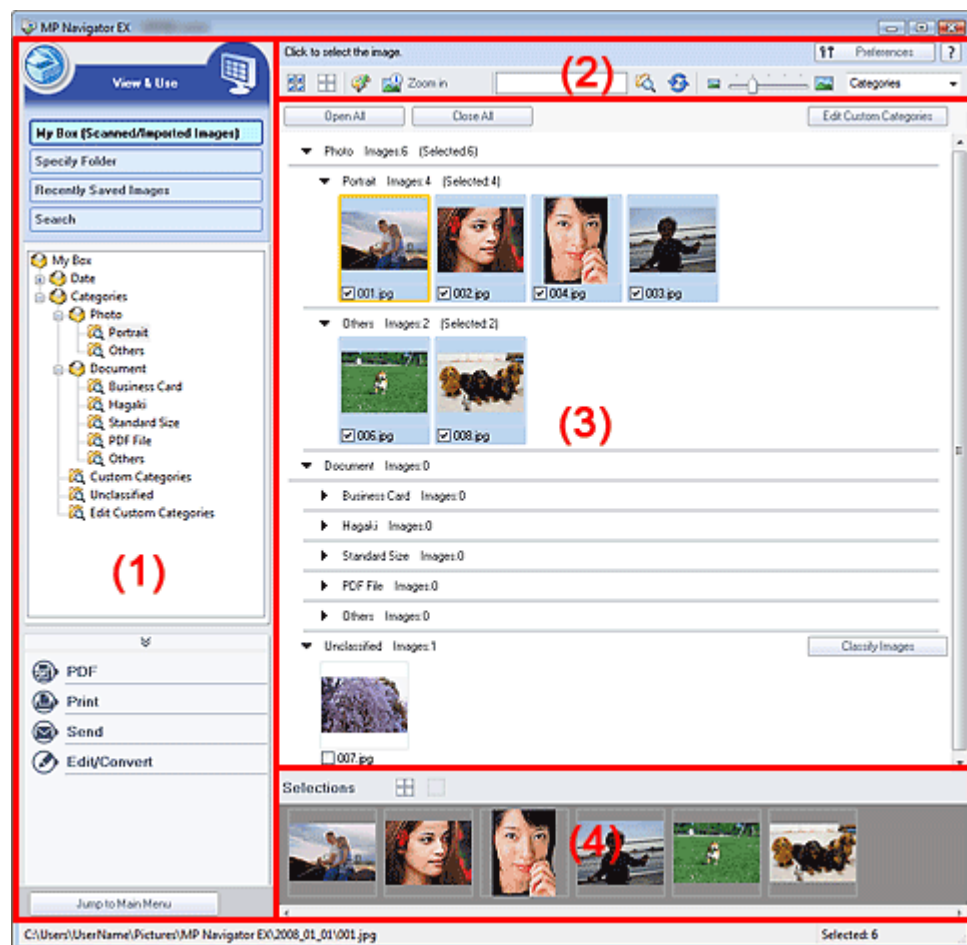 MP Navigator EX
View & Use
My Box (Scanned/Imported Images)
Specify Folder
Recently Saved Images
Search
My Box
Date
Categories
Photo
Portrait
Others
Document
Business Card
Hagaki
Standard Size
PDF File
Others
Custom Categories
Unclassified
Edit Custom Categories
(1)
PDF
Print
Send
Edit/Convert
Jump to Main Menu
Click to select the image.
Preferences
?
Zoom in
(2)
Categories
Open All
Close All
Edit Custom Categories
Photo Images:6 (Selected:6)
Portrait Images:4 (Selected:4)
001.jpg
002.jpg
004.jpg
003.jpg
Others Images:2 (Selected:2)
006.jpg
008.jpg
(3)
Document Images:0
Business Card Images:0
Hagaki Images:0
Standard Size Images:0
PDF File Images:0
Others Images:0
Unclassified Images:1
Classify Images
007.jpg
Selections
(4)
C:\Users\UserName\Pictures\MP Navigator EX\2008_01_01\001.jpg
Selected: 6